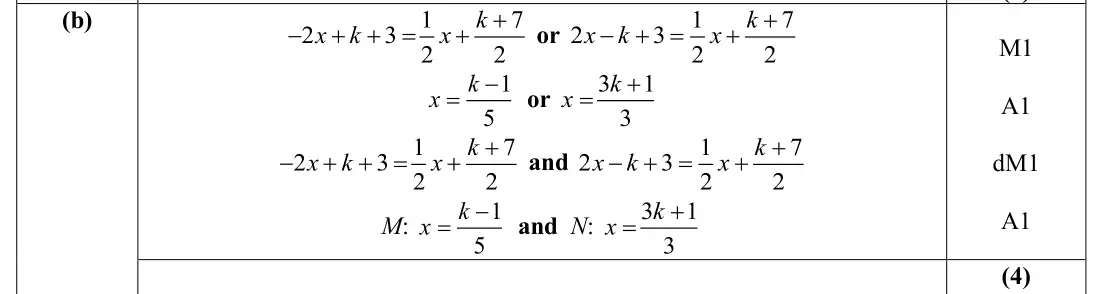 (b)
−2x + k + 3 = 1/2 x + (k + 7)/2 or 2x − k + 3 = 1/2 x + (k + 7)/2
M1
x = (k − 1)/5 or x = (3k + 1)/3
A1
−2x + k + 3 = 1/2 x + (k + 7)/2 and 2x − k + 3 = 1/2 x + (k + 7)/2
dM1
M: x = (k − 1)/5 and N: x = (3k + 1)/3
A1
(4)